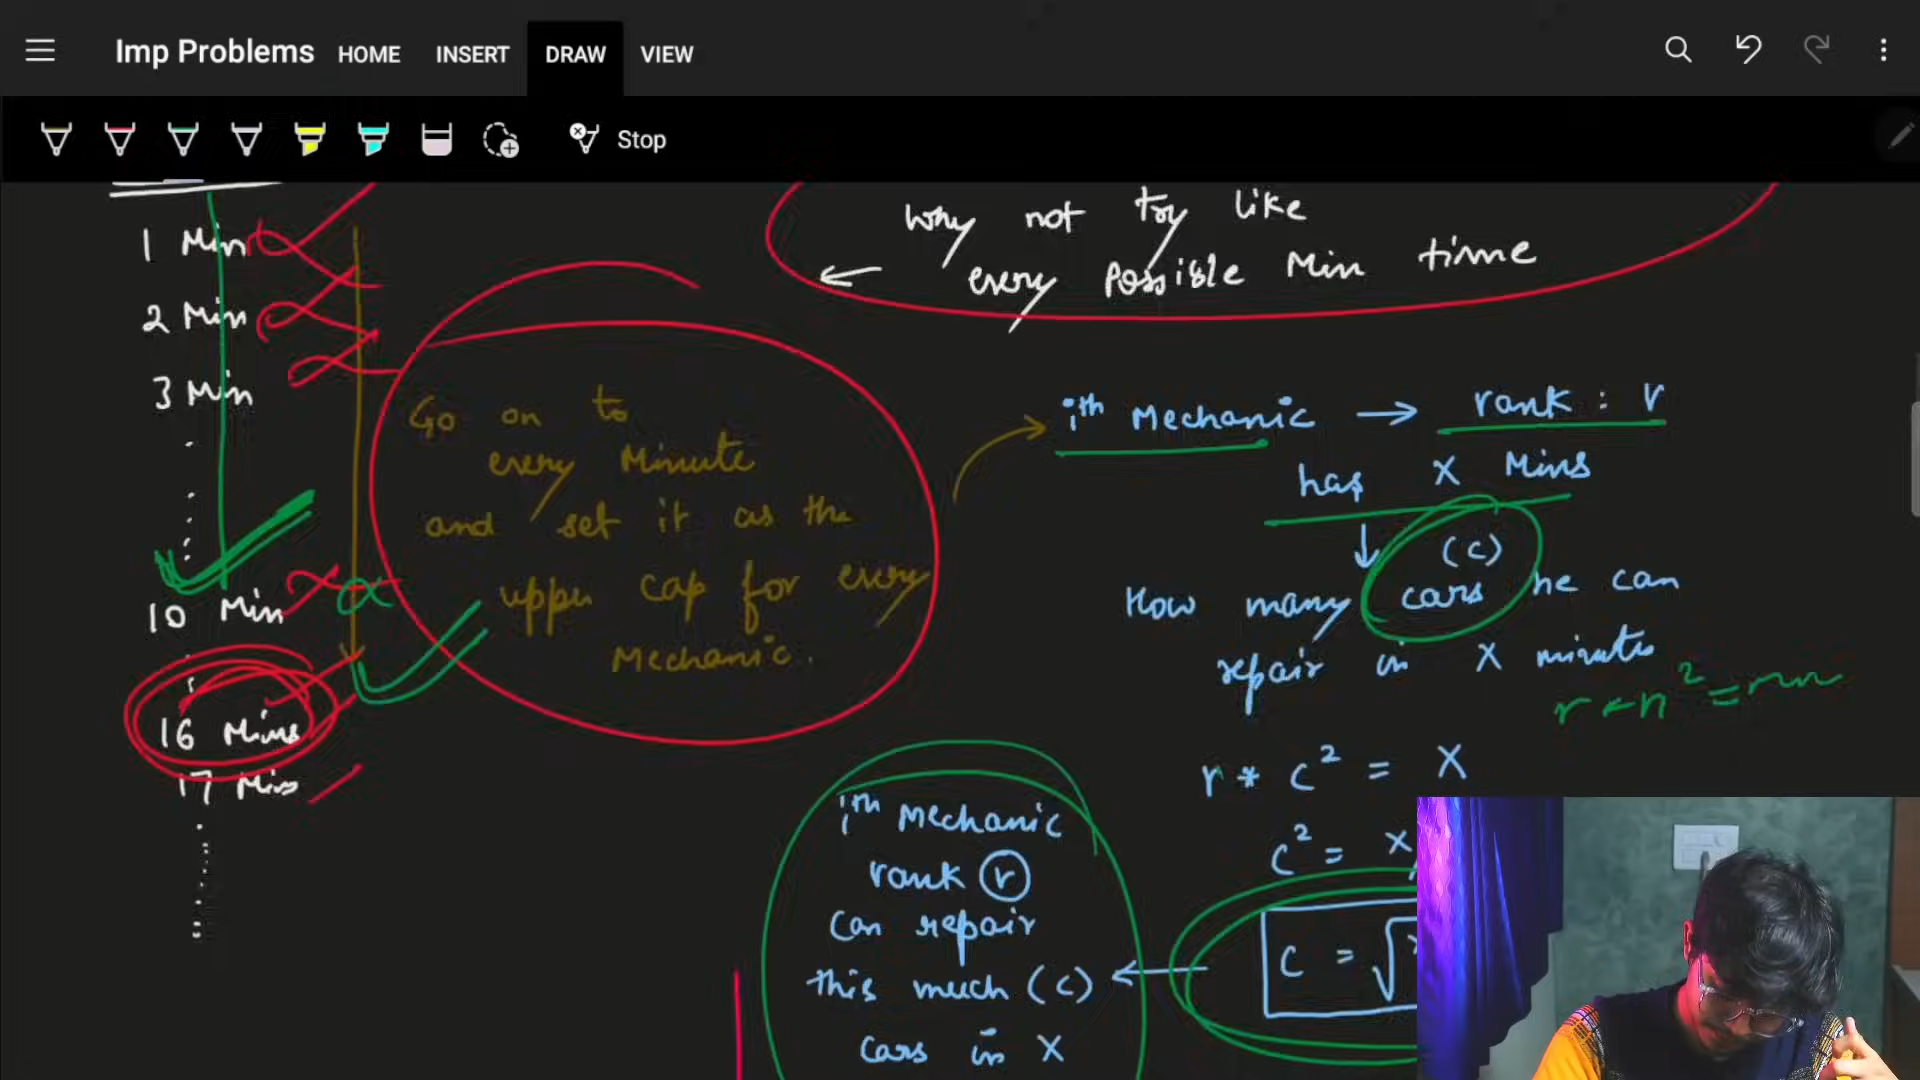 Imp Problems HOME INSERT DRAW VIEW
Stop
1 Min
2 Min
3 Min
10 Min
16 Mins
17 Mins
why not try like
every Possible Min time
Go on to
every Minute
and set it as the
upper cap for every
Mechanic.
ith Mechanic → rank : r
has X Mins
(c)
How many cars he can
repair in X minutes
r * c² = X
c² = X
c = √
ith Mechanic
rank r
can repair
this much (c)
cars in X